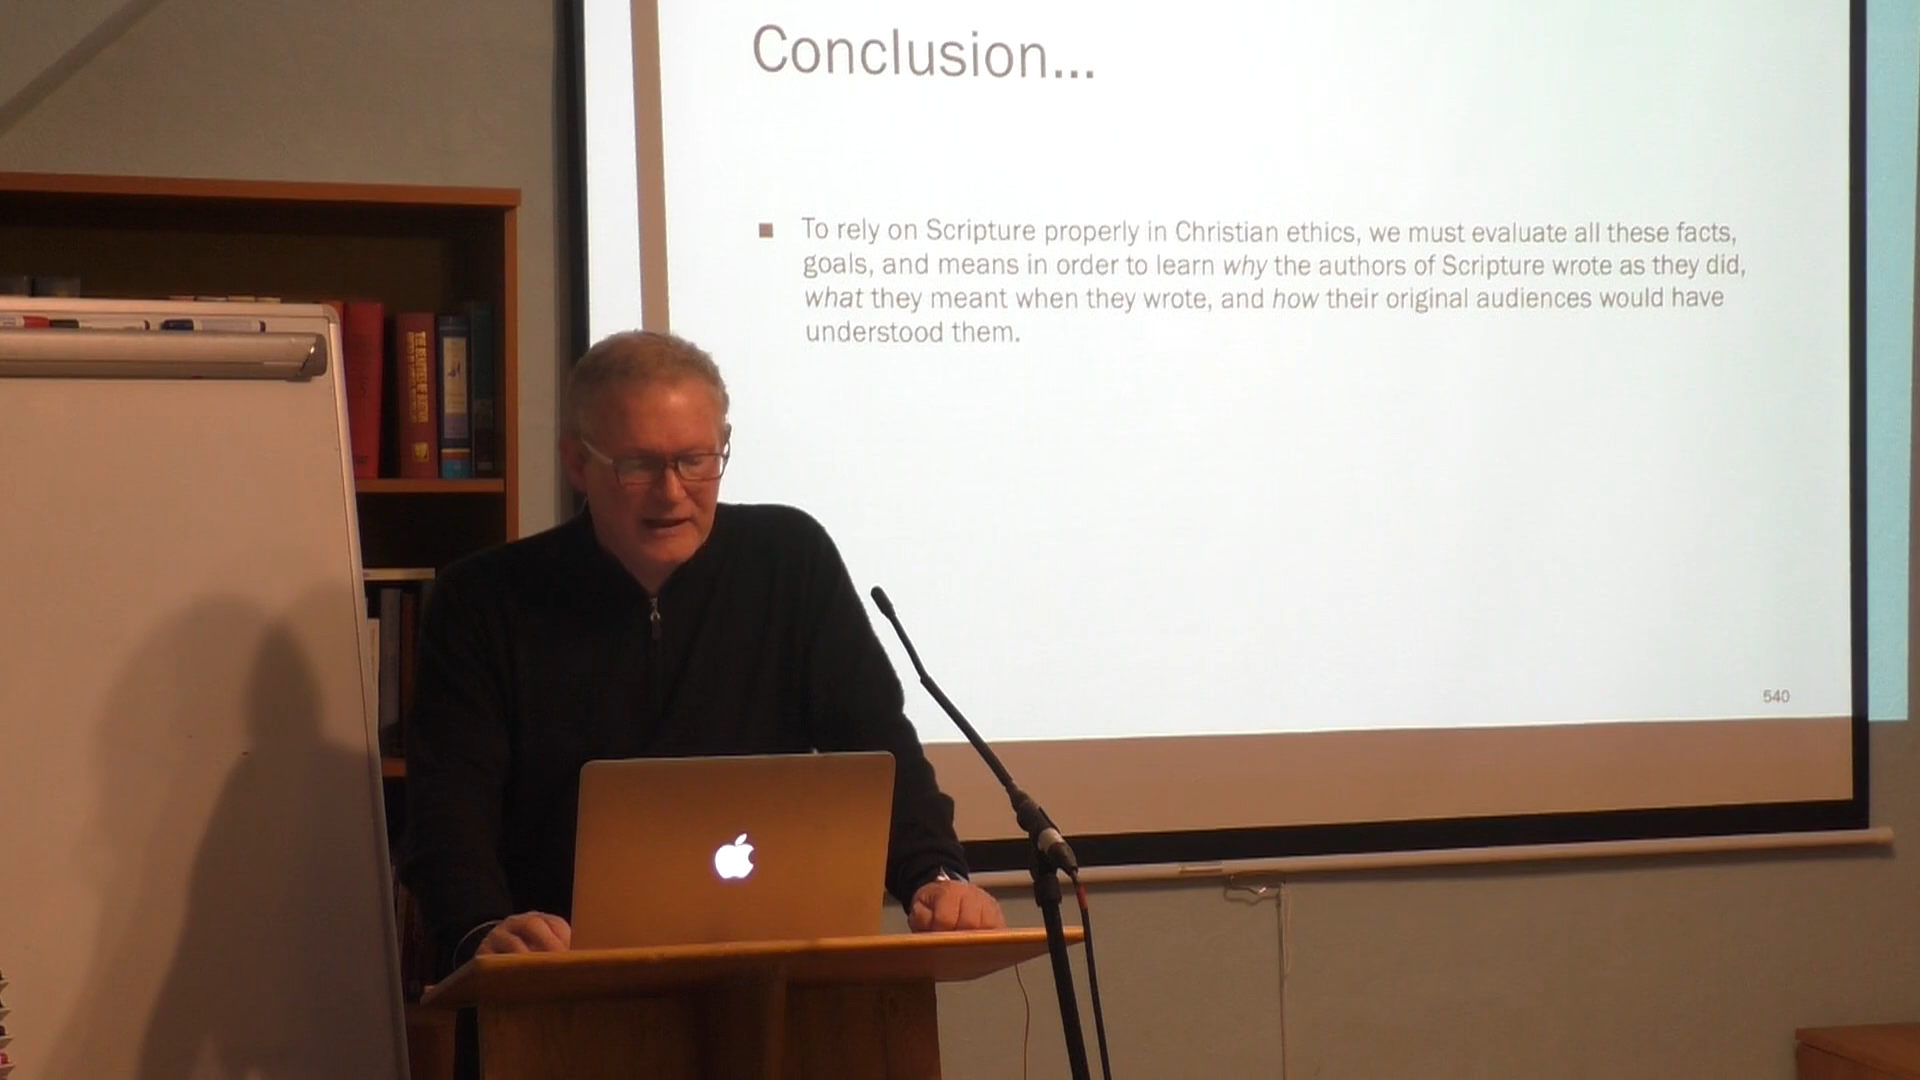 Conclusion...
■ To rely on Scripture properly in Christian ethics, we must evaluate all these facts,
goals, and means in order to learn why the authors of Scripture wrote as they did,
what they meant when they wrote, and how their original audiences would have
understood them.
540